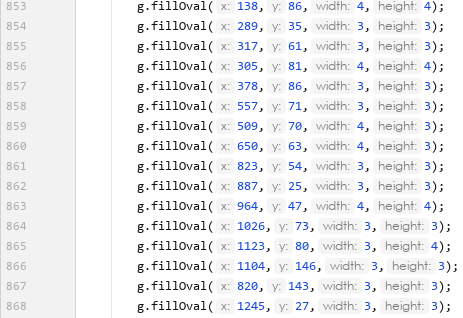 853 g.fillOval( x: 138, y: 86, width: 4, height: 4);
854 g.fillOval( x: 289, y: 35, width: 3, height: 3);
855 g.fillOval( x: 317, y: 61, width: 3, height: 3);
856 g.fillOval( x: 305, y: 81, width: 4, height: 4);
857 g.fillOval( x: 378, y: 86, width: 3, height: 3);
858 g.fillOval( x: 557, y: 71, width: 3, height: 3);
859 g.fillOval( x: 509, y: 70, width: 4, height: 3);
860 g.fillOval( x: 650, y: 63, width: 4, height: 3);
861 g.fillOval( x: 823, y: 54, width: 3, height: 3);
862 g.fillOval( x: 887, y: 25, width: 3, height: 3);
863 g.fillOval( x: 964, y: 47, width: 4, height: 4);
864 g.fillOval( x: 1026, y: 73, width: 3, height: 3);
865 g.fillOval( x: 1123, y: 80, width: 3, height: 4);
866 g.fillOval( x: 1104, y: 146, width: 3, height: 3);
867 g.fillOval( x: 820, y: 143, width: 3, height: 3);
868 g.fillOval( x: 1245, y: 27, width: 3, height: 3);